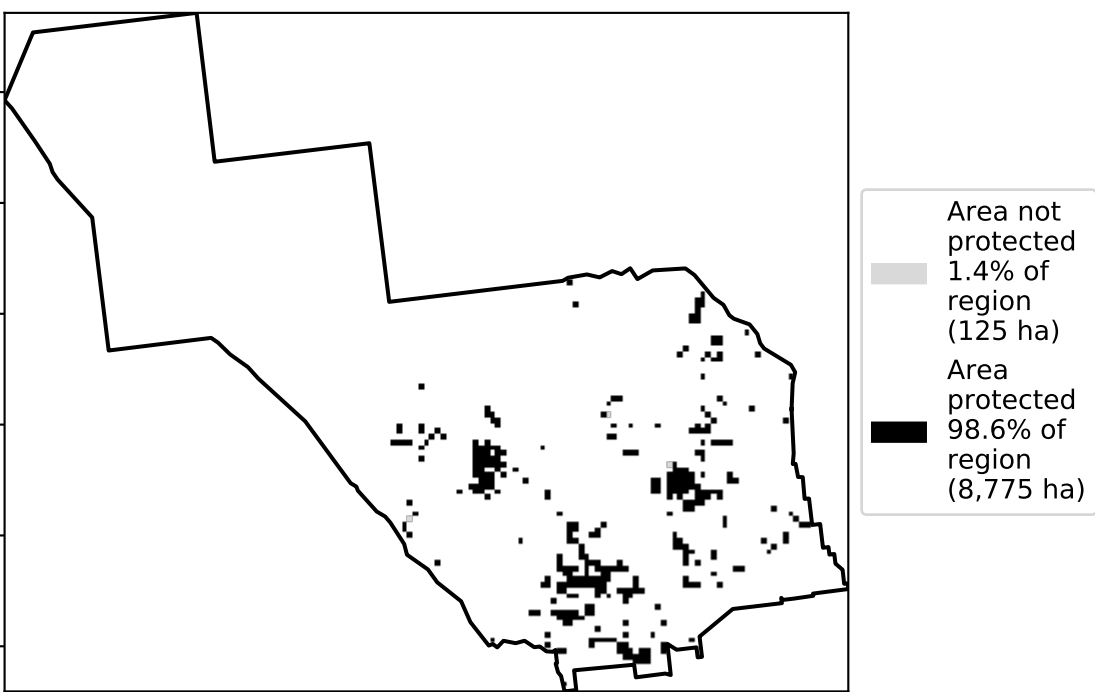 Area not
protected
1.4% of
region
(125 ha)
Area
protected
98.6% of
region
(8,775 ha)